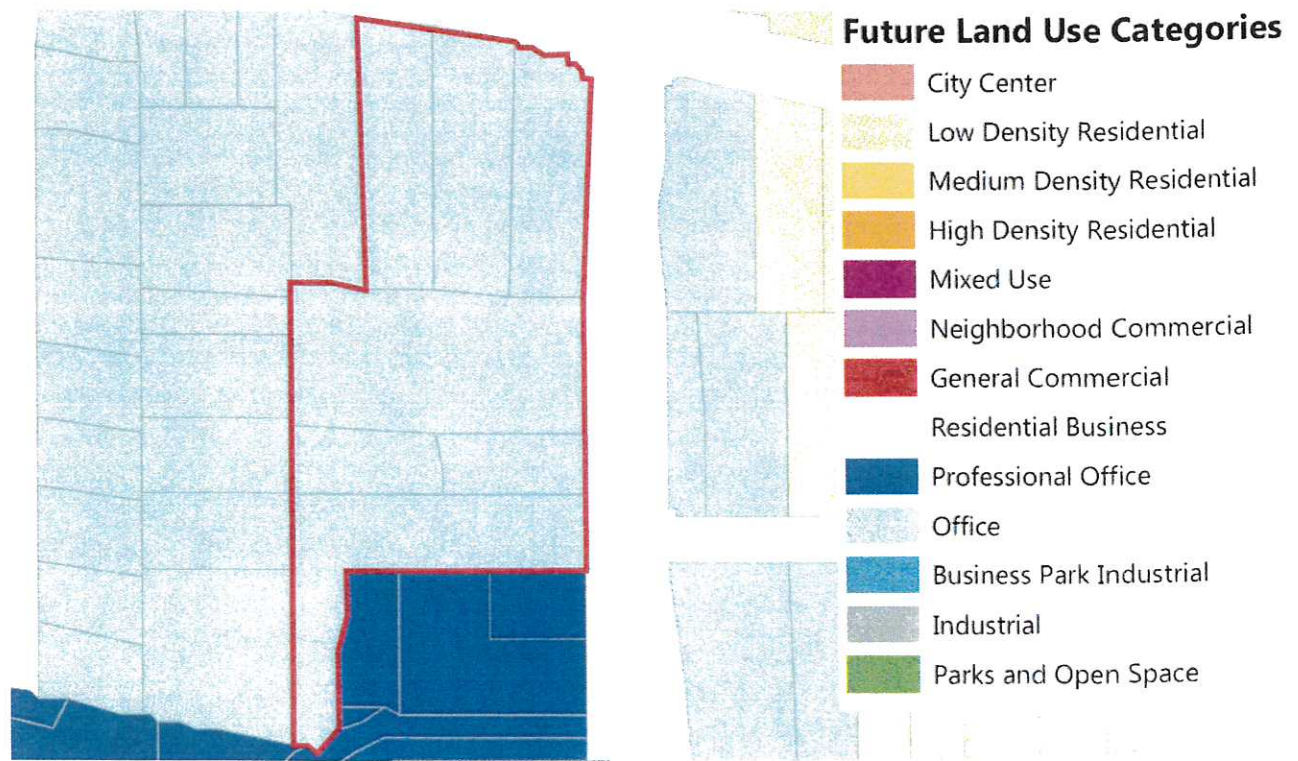 Future Land Use Categories
City Center
Low Density Residential
Medium Density Residential
High Density Residential
Mixed Use
Neighborhood Commercial
General Commercial
Residential Business
Professional Office
Office
Business Park Industrial
Industrial
Parks and Open Space